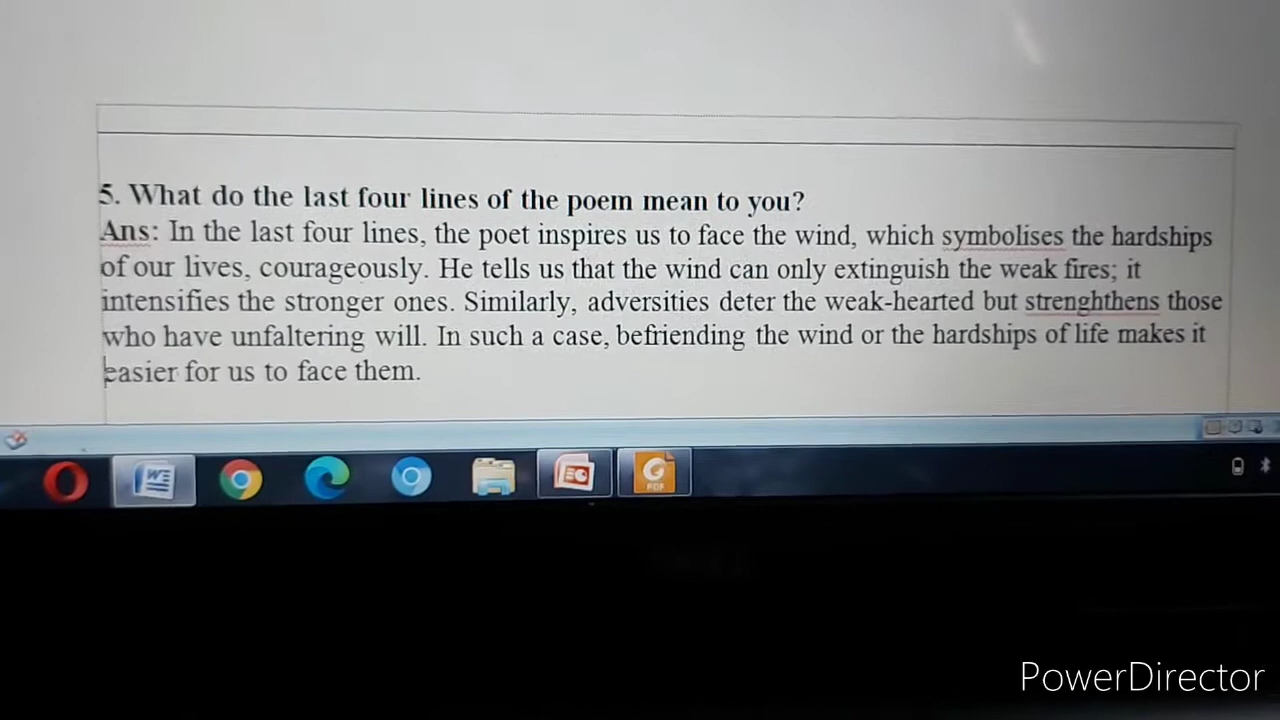 5. What do the last four lines of the poem mean to you?
Ans: In the last four lines, the poet inspires us to face the wind, which symbolises the hardships
of our lives, courageously. He tells us that the wind can only extinguish the weak fires; it
intensifies the stronger ones. Similarly, adversities deter the weak-hearted but strenghthens those
who have unfaltering will. In such a case, befriending the wind or the hardships of life makes it
easier for us to face them.
PDF
PowerDirector